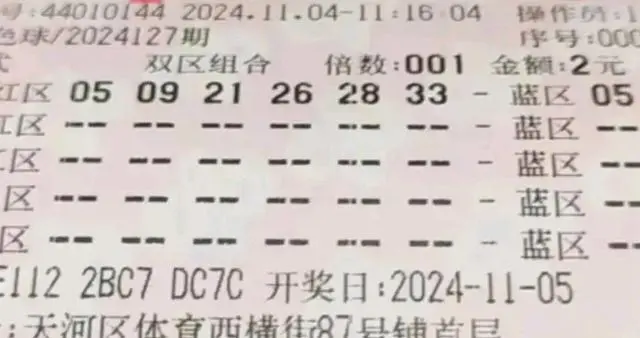 号:44010144 2024.11.04-11:16:04 操作员:
色球/2024127期 序号:000
式 双区组合 倍数:001 金额:2元
红区 05 09 21 26 28 33 - 蓝区 05
红区 -- -- -- -- -- -- - 蓝区 --
红区 -- -- -- -- -- -- - 蓝区 --
区 -- -- -- -- -- -- - 蓝区 --
区 -- -- -- -- -- -- - 蓝区 --
E112 2BC7 DC7C 开奖日:2024-11-05
:天河区体育西横街87号铺首层